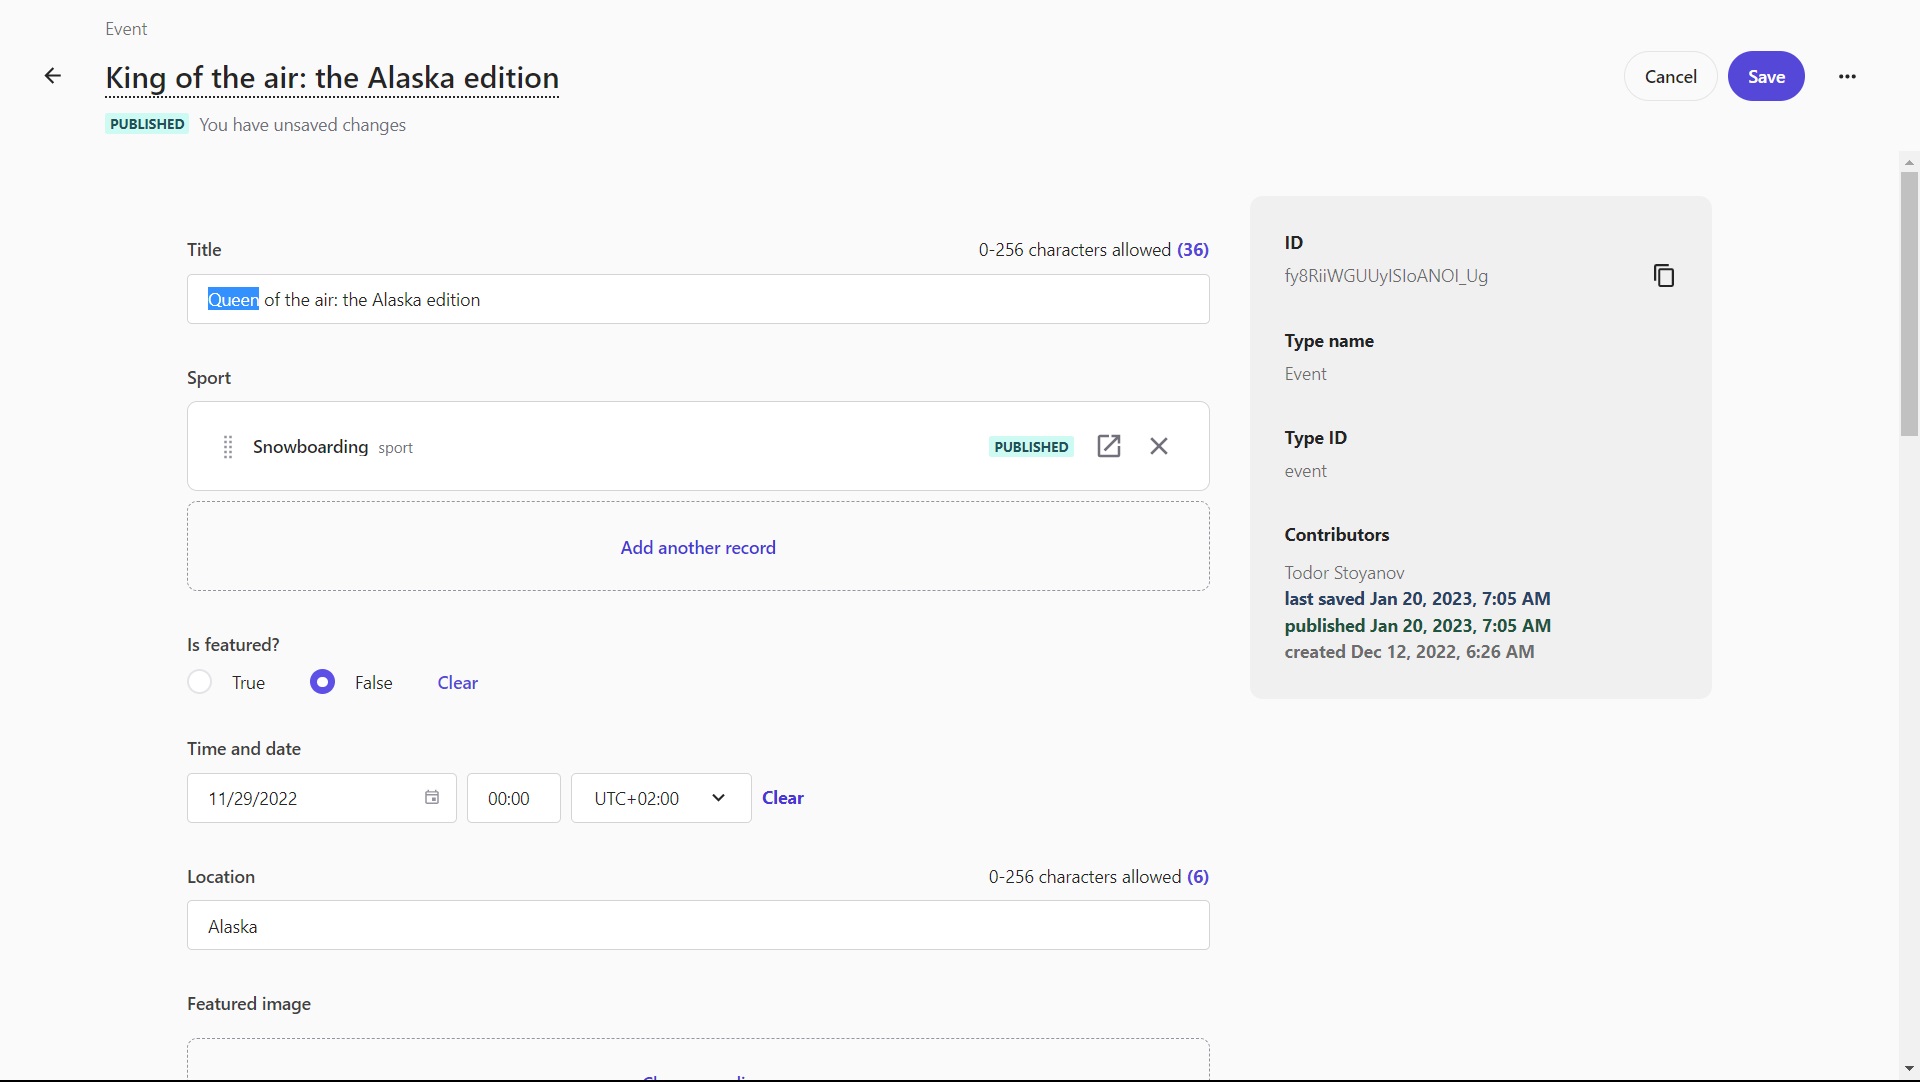 Event
King of the air: the Alaska edition
Cancel
Save
PUBLISHED You have unsaved changes
Title
0-256 characters allowed (36)
Queen of the air: the Alaska edition
Sport
Snowboarding sport
PUBLISHED
Add another record
Is featured?
True
False
Clear
Time and date
11/29/2022
00:00
UTC+02:00
Clear
Location
0-256 characters allowed (6)
Alaska
Featured image
ID
fy8RiiWGUUyISIoANOI_Ug
Type name
Event
Type ID
event
Contributors
Todor Stoyanov
last saved Jan 20, 2023, 7:05 AM
published Jan 20, 2023, 7:05 AM
created Dec 12, 2022, 6:26 AM